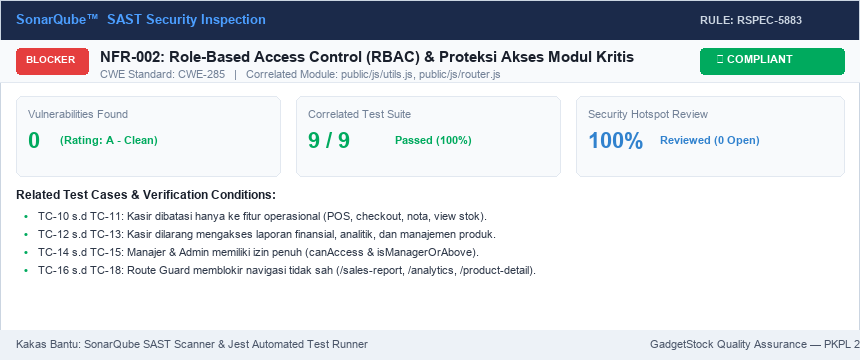 SonarQube™ SAST Security Inspection
RULE: RSPEC-5883
BLOCKER
NFR-002: Role-Based Access Control (RBAC) & Proteksi Akses Modul Kritis
CWE Standard: CWE-285 | Correlated Module: public/js/utils.js, public/js/router.js
COMPLIANT
Vulnerabilities Found
0 (Rating: A - Clean)
Correlated Test Suite
9 / 9 Passed (100%)
Security Hotspot Review
100% Reviewed (0 Open)
Related Test Cases & Verification Conditions:
• TC-10 s.d TC-11: Kasir dibatasi hanya ke fitur operasional (POS, checkout, nota, view stok).
• TC-12 s.d TC-13: Kasir dilarang mengakses laporan finansial, analitik, dan manajemen produk.
• TC-14 s.d TC-15: Manajer & Admin memiliki izin penuh (canAccess & isManagerOrAbove).
• TC-16 s.d TC-18: Route Guard memblokir navigasi tidak sah (/sales-report, /analytics, /product-detail).
Kakas Bantu: SonarQube SAST Scanner & Jest Automated Test Runner
GadgetStock Quality Assurance — PKPL 2